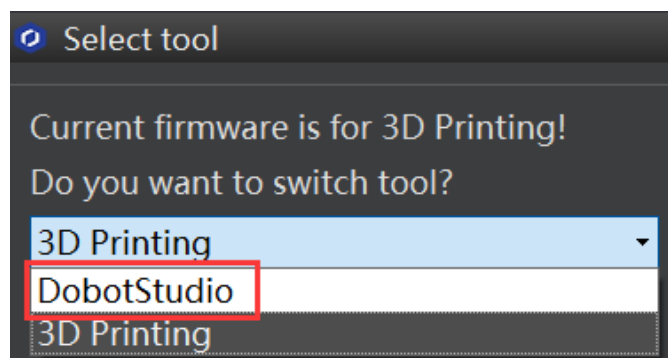 Select tool
Current firmware is for 3D Printing!
Do you want to switch tool?
3D Printing
DobotStudio
3D Printing